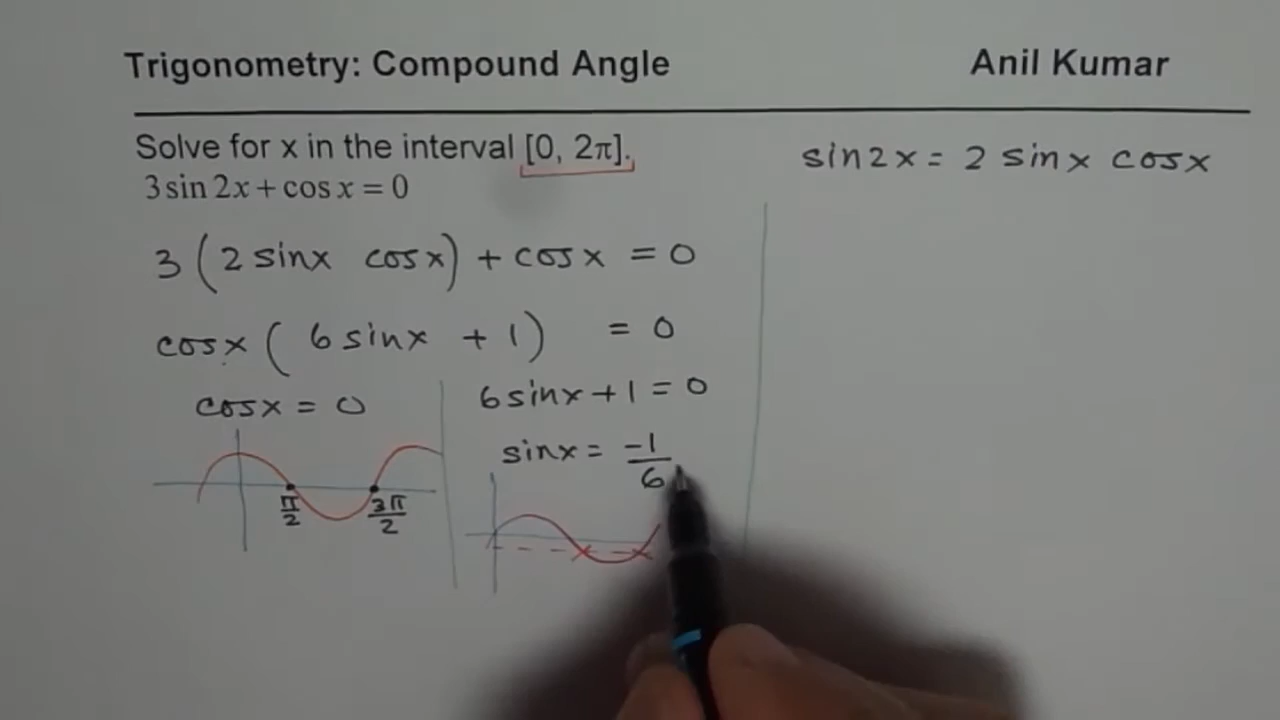 Trigonometry: Compound Angle Anil Kumar
Solve for x in the interval [0, 2π].
3 sin 2x + cos x = 0
sin2x = 2 sinx cosx
3 (2 sinx cosx) + cosx = 0
cosx (6 sinx + 1) = 0
cosx = 0
π/2
3π/2
6 sinx + 1 = 0
sinx = -1/6